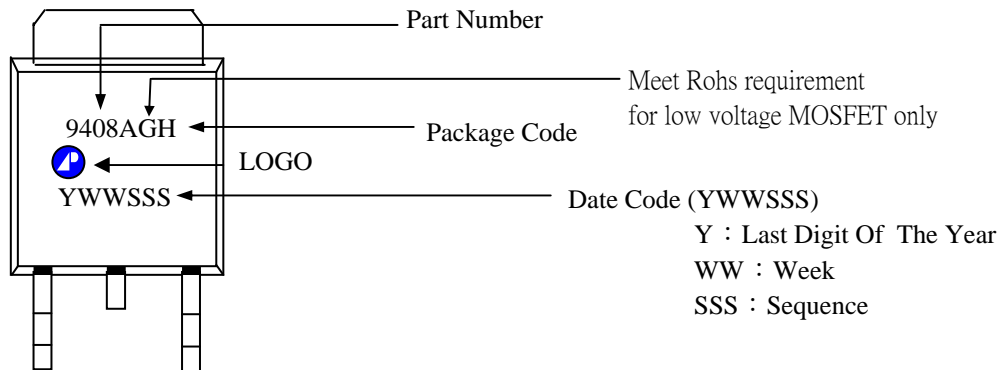 Part Number
Meet Rohs requirement
for low voltage MOSFET only
9408AGH
Package Code
LOGO
YWWSSS
Date Code (YWWSSS)
Y：Last Digit Of The Year
WW：Week
SSS：Sequence